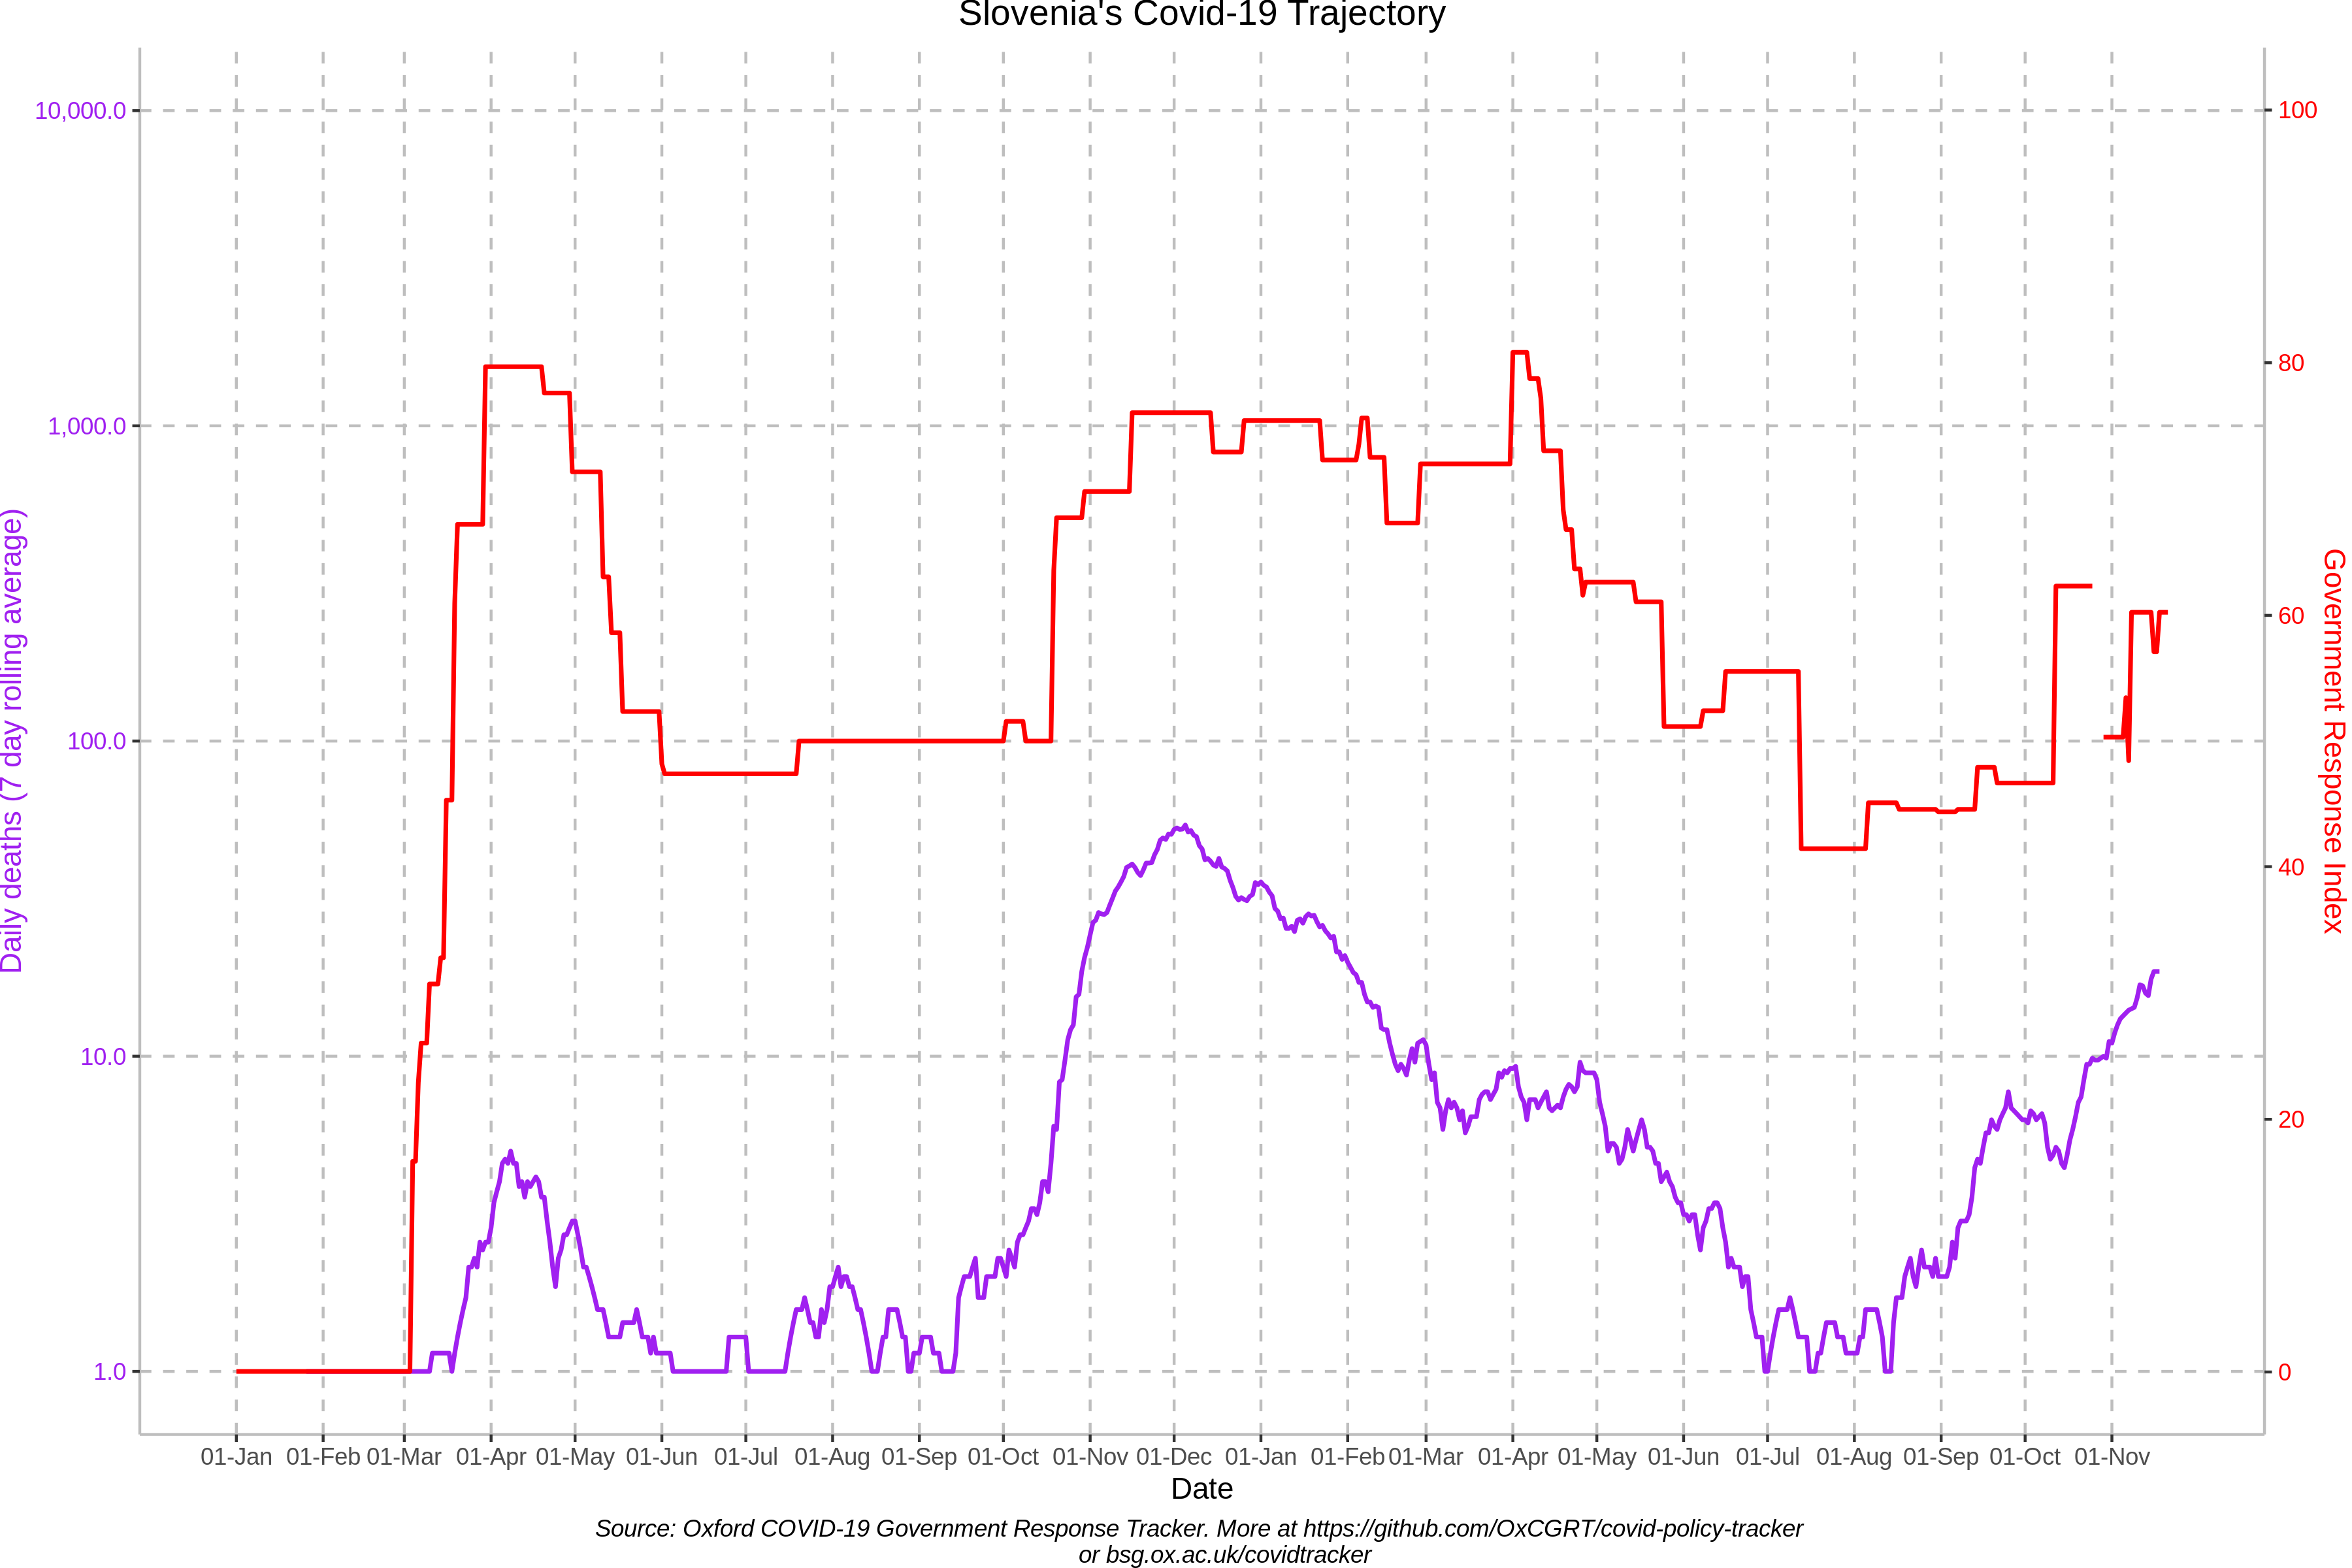 Slovenia's Covid-19 Trajectory
10,000.0
1,000.0
100.0
10.0
1.0
Daily deaths (7 day rolling average)
100
80
60
40
20
0
Government Response Index
01-Jan 01-Feb 01-Mar 01-Apr 01-May 01-Jun 01-Jul 01-Aug 01-Sep 01-Oct 01-Nov 01-Dec 01-Jan 01-Feb 01-Mar 01-Apr 01-May 01-Jun 01-Jul 01-Aug 01-Sep 01-Oct 01-Nov
Date
Source: Oxford COVID-19 Government Response Tracker. More at https://github.com/OxCGRT/covid-policy-tracker
or bsg.ox.ac.uk/covidtracker